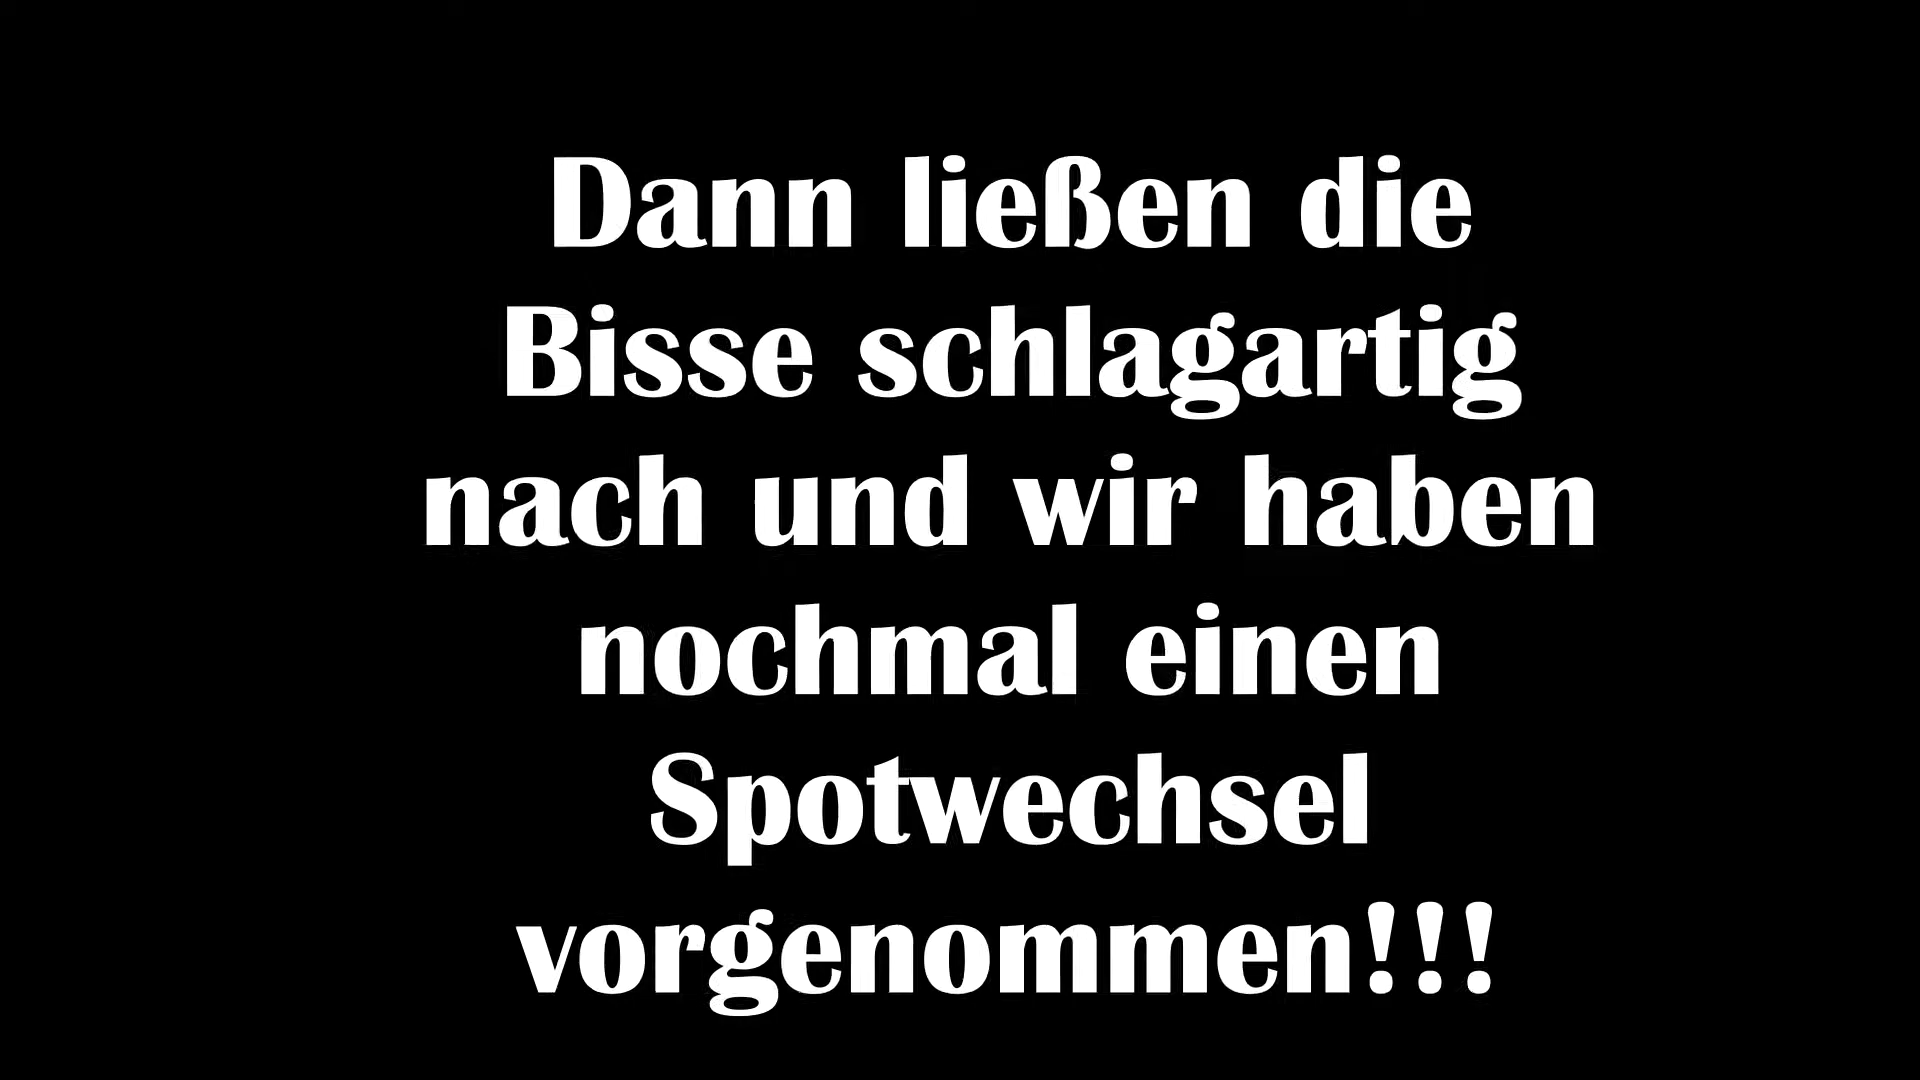 Dann ließen die
Bisse schlagartig
nach und wir haben
nochmal einen
Spotwechsel
vorgenommen!!!